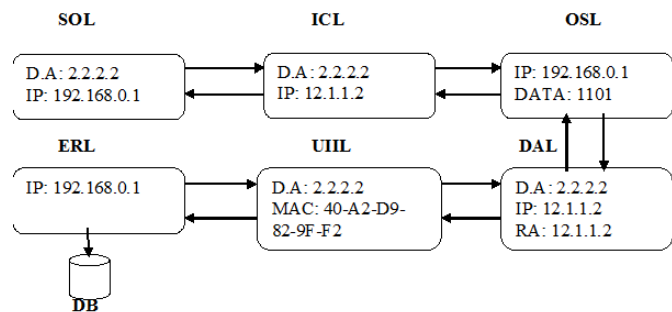 SOL
ICL
OSL
D.A: 2.2.2.2
IP: 192.168.0.1
D.A: 2.2.2.2
IP: 12.1.1.2
IP: 192.168.0.1
DATA: 1101
ERL
UIIL
DAL
IP: 192.168.0.1
D.A: 2.2.2.2
MAC: 40-A2-D9-
82-9F-F2
D.A: 2.2.2.2
IP: 12.1.1.2
RA: 12.1.1.2
DB